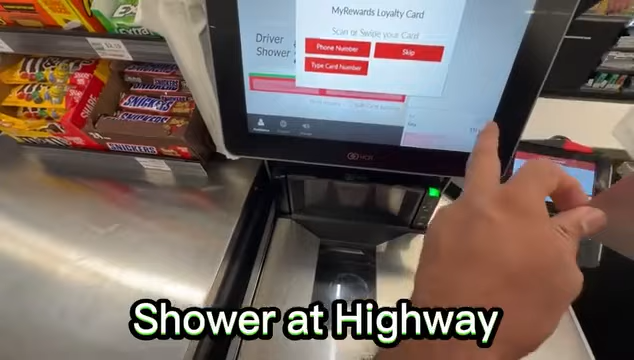 MyRewards Loyalty Card
Scan or Swipe your Card
Phone Number
Skip
Type Card Number
Driver
Shower
SNICKERS
SNICKERS
SNICKERS
Shower at Highway